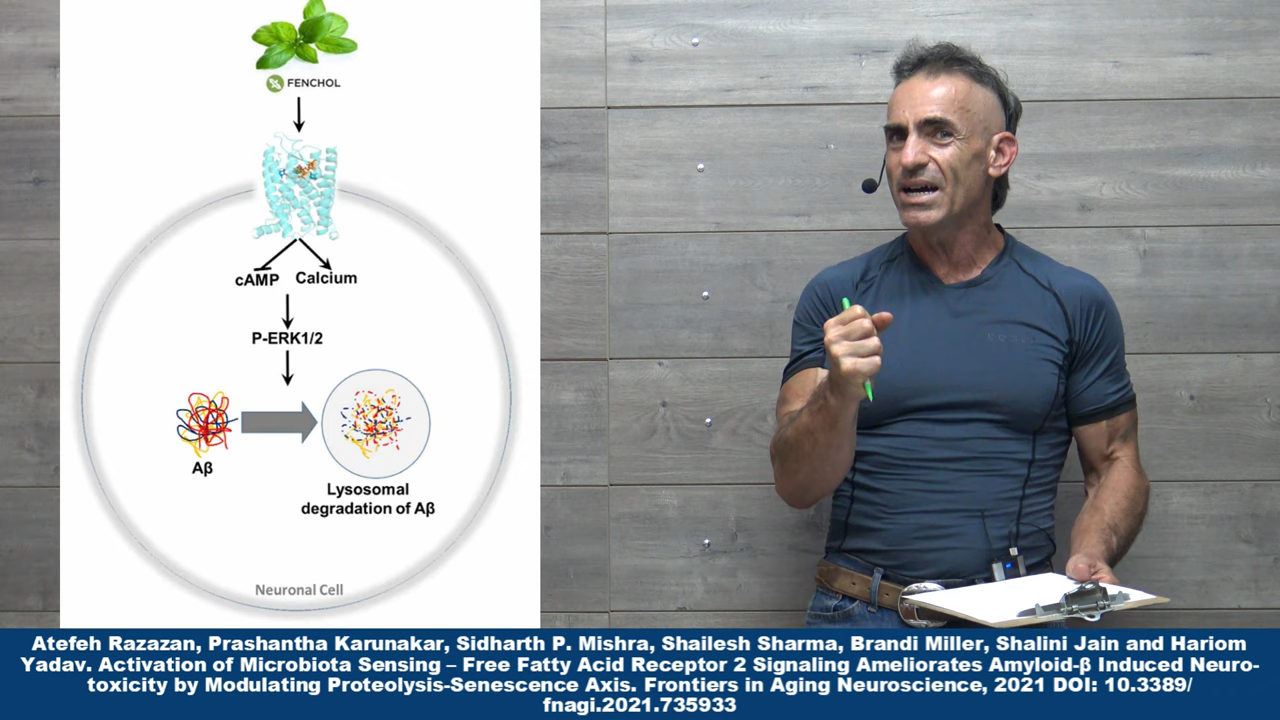 FENCHOL
cAMP Calcium
P-ERK1/2
Aβ
Lysosomal
degradation of Aβ
Neuronal Cell
Atefeh Razazan, Prashantha Karunakar, Sidharth P. Mishra, Shailesh Sharma, Brandi Miller, Shalini Jain and Hariom
Yadav. Activation of Microbiota Sensing – Free Fatty Acid Receptor 2 Signaling Ameliorates Amyloid-β Induced Neuro-
toxicity by Modulating Proteolysis-Senescence Axis. Frontiers in Aging Neuroscience, 2021 DOI: 10.3389/
fnagi.2021.735933